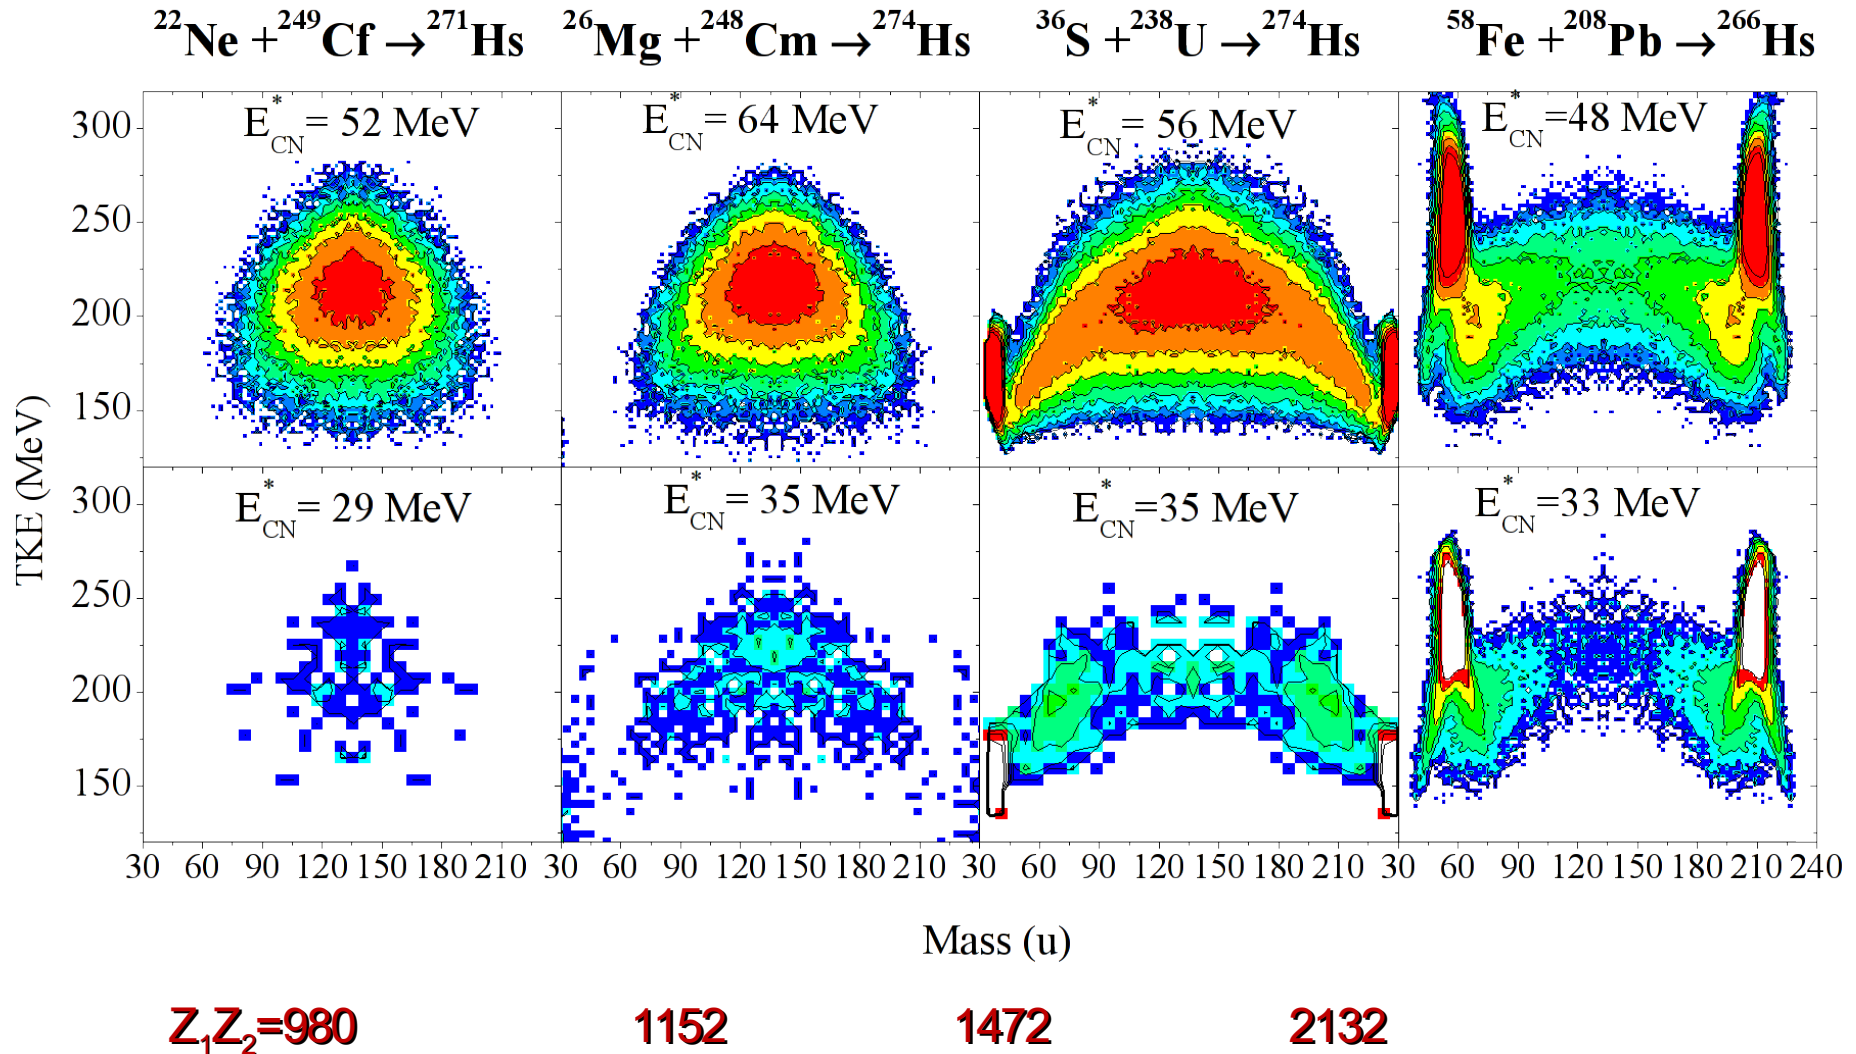 ²²Ne + ²⁴⁹Cf → ²⁷¹Hs ²⁶Mg + ²⁴⁸Cm → ²⁷⁴Hs ³⁶S + ²³⁸U → ²⁷⁴Hs ⁵⁸Fe + ²⁰⁸Pb → ²⁶⁶Hs
E*CN = 52 MeV E*CN = 64 MeV E*CN = 56 MeV E*CN =48 MeV
300
250
200
150
E*CN = 29 MeV E*CN = 35 MeV E*CN =35 MeV E*CN =33 MeV
300
250
200
150
TKE (MeV)
30 60 90 120 150 180 210 30 60 90 120 150 180 210 30 60 90 120 150 180 210 30 60 90 120 150 180 210 240
Mass (u)
Z₁Z₂=980 1152 1472 2132